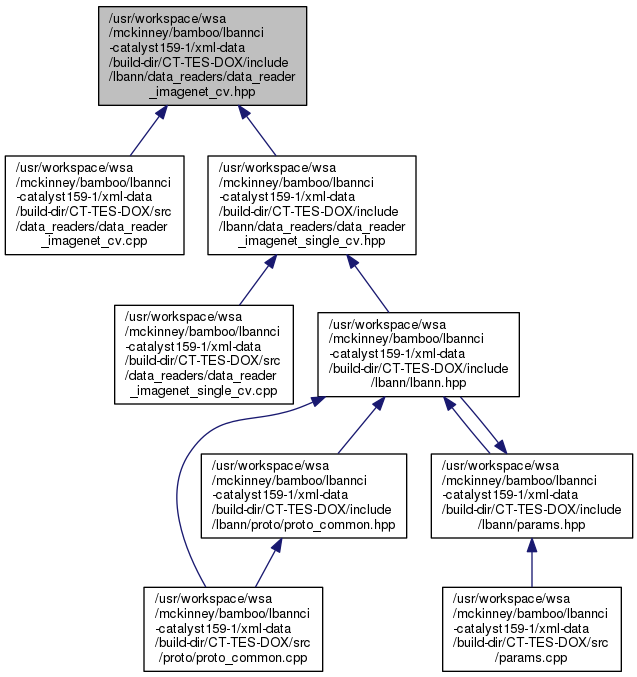 /usr/workspace/wsa
/mckinney/bamboo/lbannci
-catalyst159-1/xml-data
/build-dir/CT-TES-DOX/include
/lbann/data_readers/data_reader
_imagenet_cv.hpp
/usr/workspace/wsa
/mckinney/bamboo/lbannci
-catalyst159-1/xml-data
/build-dir/CT-TES-DOX/src
/data_readers/data_reader
_imagenet_cv.cpp
/usr/workspace/wsa
/mckinney/bamboo/lbannci
-catalyst159-1/xml-data
/build-dir/CT-TES-DOX/include
/lbann/data_readers/data_reader
_imagenet_single_cv.hpp
/usr/workspace/wsa
/mckinney/bamboo/lbannci
-catalyst159-1/xml-data
/build-dir/CT-TES-DOX/src
/data_readers/data_reader
_imagenet_single_cv.cpp
/usr/workspace/wsa
/mckinney/bamboo/lbannci
-catalyst159-1/xml-data
/build-dir/CT-TES-DOX/include
/lbann/lbann.hpp
/usr/workspace/wsa
/mckinney/bamboo/lbannci
-catalyst159-1/xml-data
/build-dir/CT-TES-DOX/include
/lbann/proto/proto_common.hpp
/usr/workspace/wsa
/mckinney/bamboo/lbannci
-catalyst159-1/xml-data
/build-dir/CT-TES-DOX/include
/lbann/params.hpp
/usr/workspace/wsa
/mckinney/bamboo/lbannci
-catalyst159-1/xml-data
/build-dir/CT-TES-DOX/src
/proto/proto_common.cpp
/usr/workspace/wsa
/mckinney/bamboo/lbannci
-catalyst159-1/xml-data
/build-dir/CT-TES-DOX/src
/params.cpp